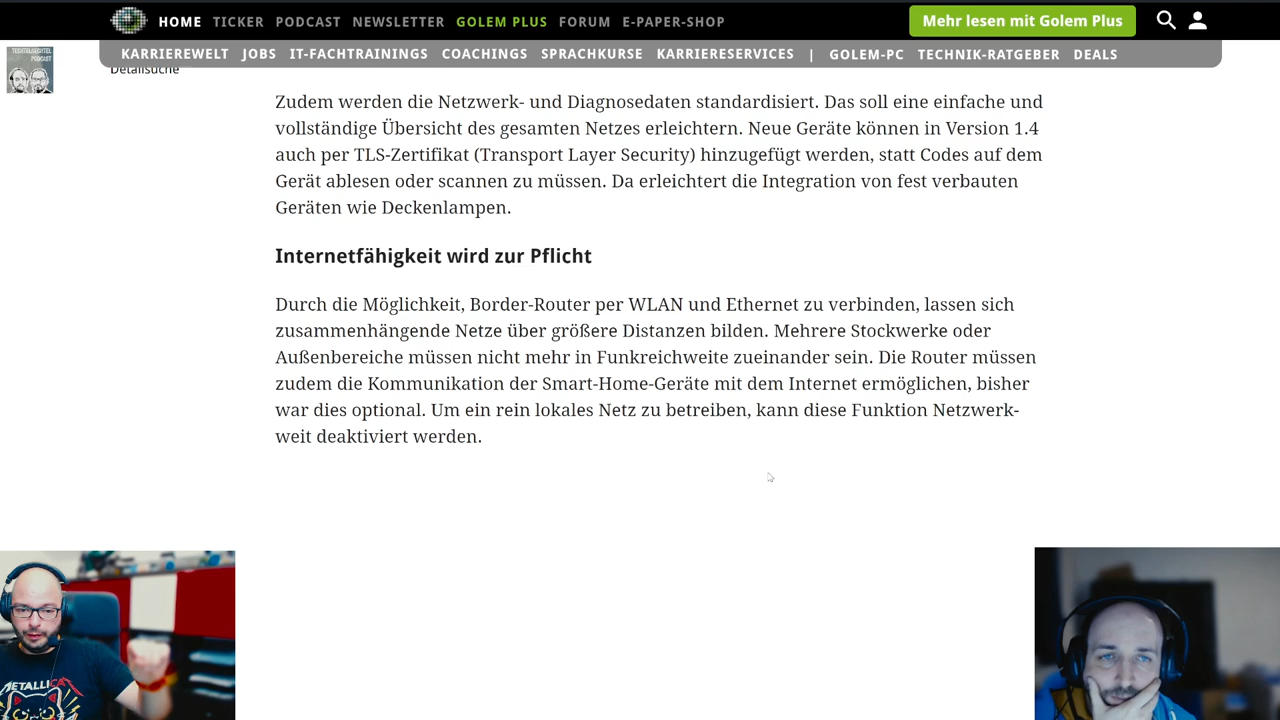 HOME TICKER PODCAST NEWSLETTER GOLEM PLUS FORUM E-PAPER-SHOP Mehr lesen mit Golem Plus
KARRIEREWELT JOBS IT-FACHTRAININGS COACHINGS SPRACHKURSE KARRIERESERVICES | GOLEM-PC TECHNIK-RATGEBER DEALS
TECHTELMECHTEL
PODCAST
Detailsuche
Zudem werden die Netzwerk- und Diagnosedaten standardisiert. Das soll eine einfache und
vollständige Übersicht des gesamten Netzes erleichtern. Neue Geräte können in Version 1.4
auch per TLS-Zertifikat (Transport Layer Security) hinzugefügt werden, statt Codes auf dem
Gerät ablesen oder scannen zu müssen. Da erleichtert die Integration von fest verbauten
Geräten wie Deckenlampen.
Internetfähigkeit wird zur Pflicht
Durch die Möglichkeit, Border-Router per WLAN und Ethernet zu verbinden, lassen sich
zusammenhängende Netze über größere Distanzen bilden. Mehrere Stockwerke oder
Außenbereiche müssen nicht mehr in Funkreichweite zueinander sein. Die Router müssen
zudem die Kommunikation der Smart-Home-Geräte mit dem Internet ermöglichen, bisher
war dies optional. Um ein rein lokales Netz zu betreiben, kann diese Funktion Netzwerk-
weit deaktiviert werden.
METALLICA